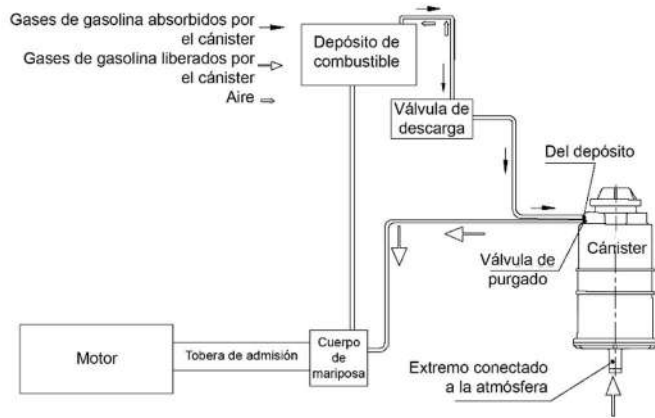 Gases de gasolina absorbidos por
el cánister
Gases de gasolina liberados por
el cánister
Aire
Depósito de
combustible
Válvula de
descarga
Del depósito
Cánister
Válvula de
purgado
Motor
Tobera de admisión
Cuerpo
de
mariposa
Extremo conectado
a la atmósfera